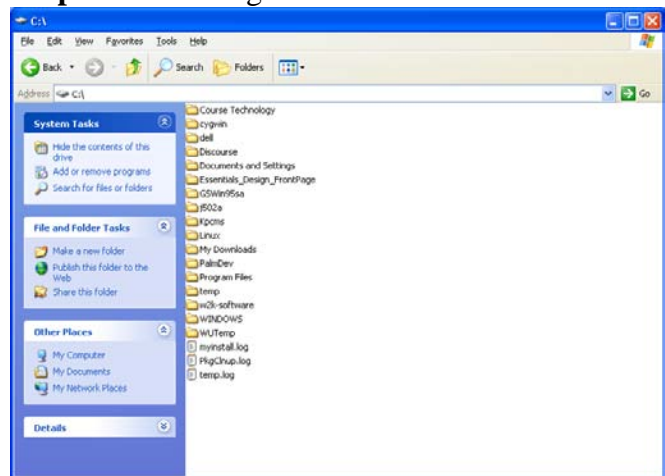 C:\
File Edit View Favorites Tools Help
Back Search Folders
Address C:\ Go
System Tasks
Hide the contents of this
drive
Add or remove programs
Search for files or folders
File and Folder Tasks
Make a new folder
Publish this folder to the
Web
Share this folder
Other Places
My Computer
My Documents
My Network Places
Details
Course Technology
cygwin
dell
Discourse
Documents and Settings
Essentials_Design_FrontPage
GSWin95sa
j502a
Kpcms
Linux
My Downloads
PalmDev
Program Files
temp
w2k-software
WINDOWS
WUTemp
myinstall.log
PkgClnup.log
temp.log